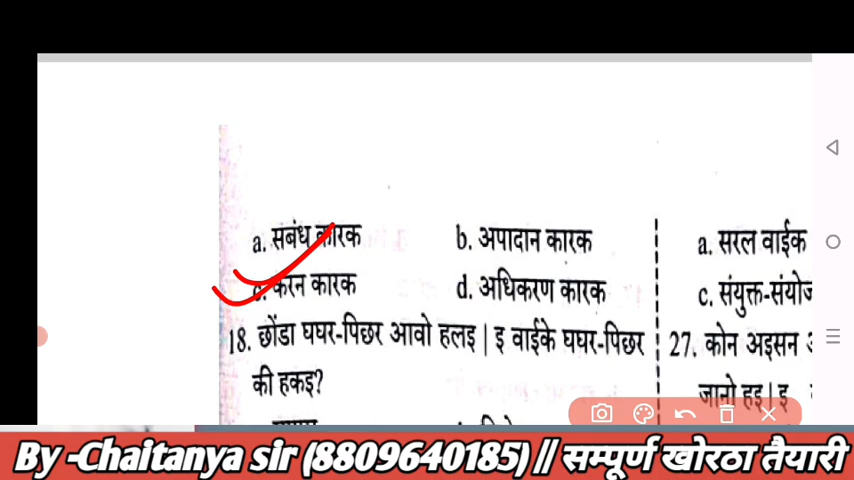 a. संबंध कारक
b. अपादान कारक
c. करन कारक
d. अधिकरण कारक
18. छोंडा घघर-पिछर आवो हलइ | इ वाईके घघर-पिछर
की हकइ?
a. सरल वाईक
c. संयुक्त-संयोज
27. कोन अइसन
जानो हइ | इ
By -Chaitanya sir (8809640185) // सम्पूर्ण खोरठा तैयारी